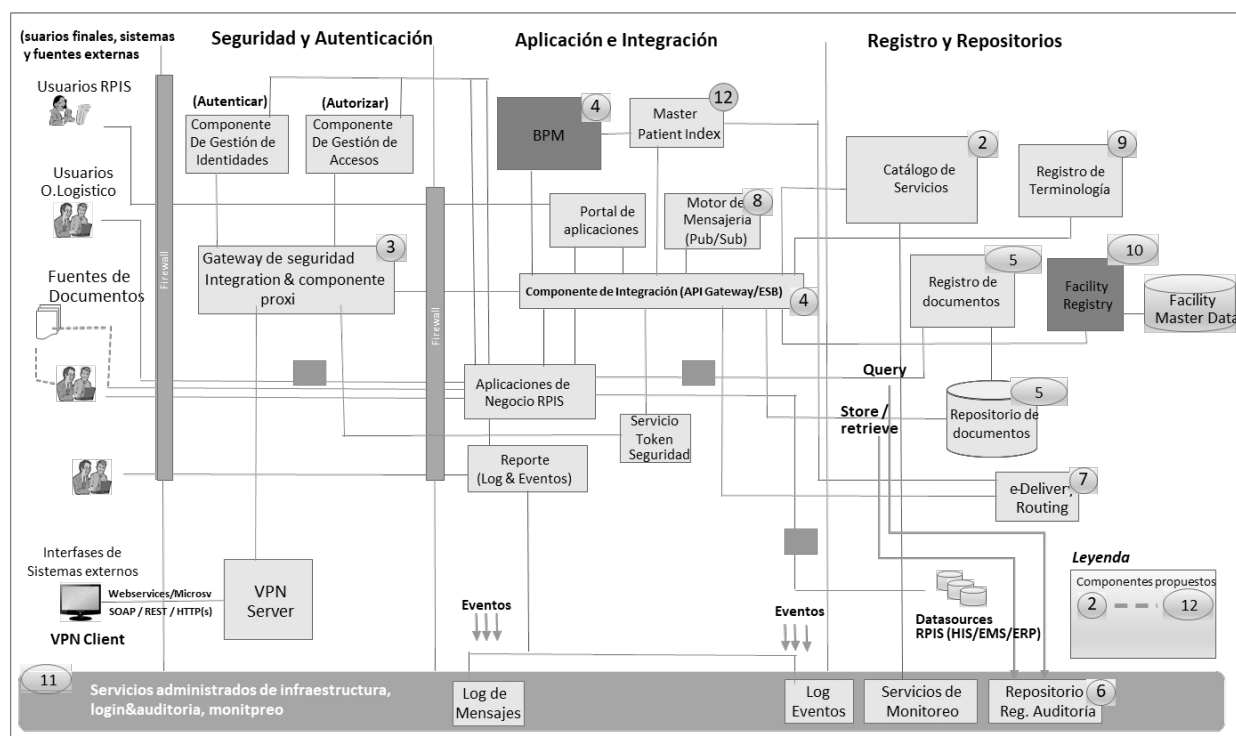 (suarios finales, sistemas
y fuentes externas
Seguridad y Autenticación
Aplicación e Integración
Registro y Repositorios
Usuarios RPIS
(Autenticar)
Componente
De Gestión de
Identidades
(Autorizar)
Componente
De Gestión de
Accesos
BPM
4
Master
Patient Index
12
Catálogo de
Servicios
2
Registro de
Terminología
9
Usuarios
O.Logistico
Portal de
aplicaciones
Motor de
Mensajeria
(Pub/Sub)
8
Firewall
Firewall
Gateway de seguridad
Integration & componente
proxi
3
Fuentes de
Documentos
Componente de Integración (API Gateway/ESB)
4
Registro de
documentos
5
Facility
Registry
10
Facility
Master Data
Aplicaciones de
Negocio RPIS
Query
Store /
retrieve
Repositorio de
documentos
5
Servicio
Token
Seguridad
Reporte
(Log & Eventos)
e-Delivery,
Routing
7
Interfases de
Sistemas externos
Webservices/Microsv
SOAP / REST / HTTP(s)
VPN Client
VPN
Server
Eventos
Eventos
Datasources
RPIS (HIS/EMS/ERP)
Leyenda
Componentes propuestos
2
12
11
Servicios administrados de infraestructura,
login&auditoria, monitpreo
Log de
Mensajes
Log
Eventos
Servicios de
Monitoreo
Repositorio
Reg. Auditoría
6